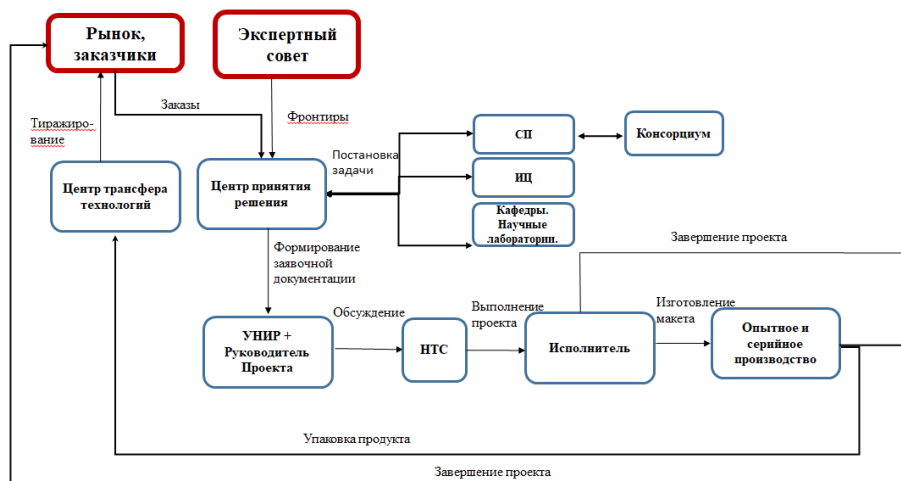 Рынок,
заказчики
Экспертный
совет
Заказы
Фронтиры
Тиражиро-
вание
СП
Консорциум
Постановка
задачи
Центр трансфера
технологий
Центр принятия
решения
ИЦ
Кафедры.
Научные
лаборатории.
Завершение проекта
Формирование
заявочной
документации
Обсуждение
Выполнение
проекта
Изготовление
макета
УНИР +
Руководитель
Проекта
НТС
Исполнитель
Опытное и
серийное
производство
Упаковка продукта
Завершение проекта